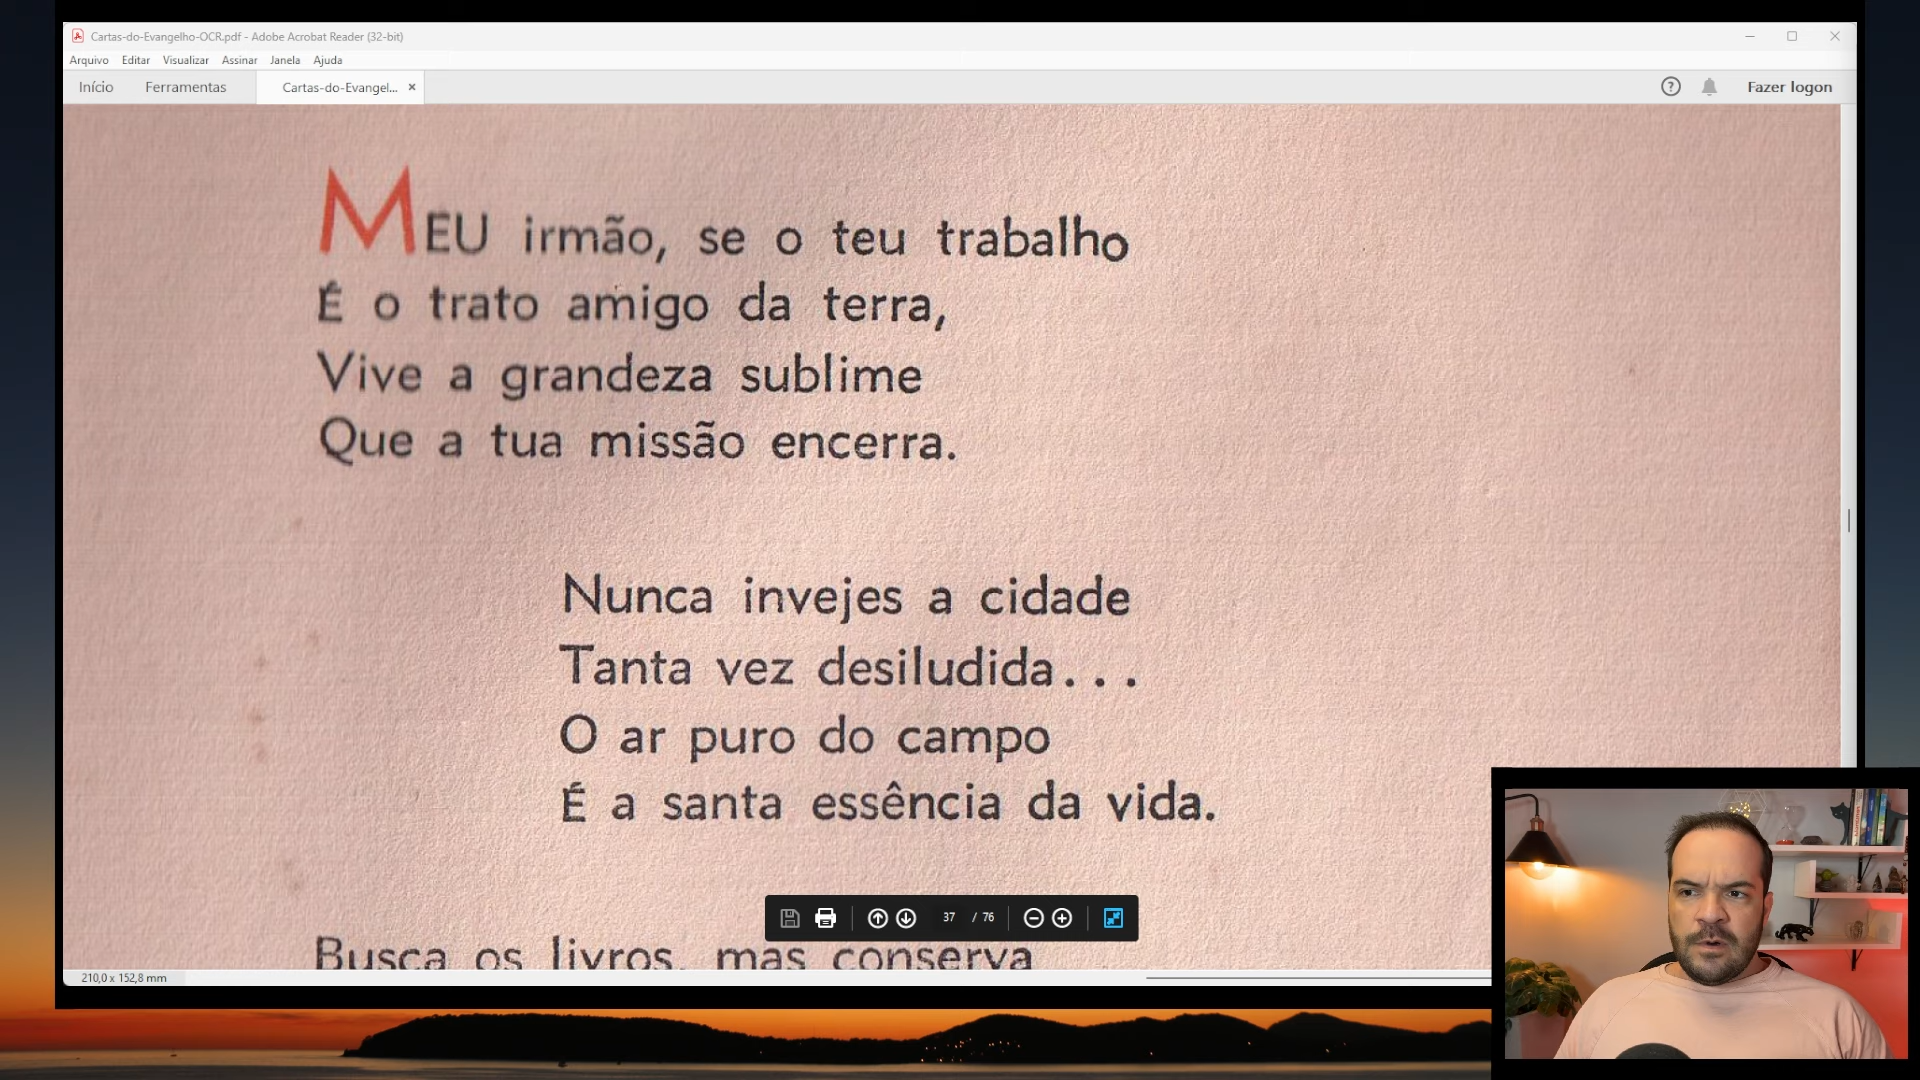 Cartas-do-Evangelho-OCR.pdf - Adobe Acrobat Reader (32-bit)
Arquivo Editar Visualizar Assinar Janela Ajuda
Início Ferramentas Cartas-do-Evangel... × Fazer logon
MEU irmão, se o teu trabalho
É o trato amigo da terra,
Vive a grandeza sublime
Que a tua missão encerra.
Nunca invejes a cidade
Tanta vez desiludida...
O ar puro do campo
É a santa essência da vida.
37 / 76
Busca os livros, mas conserva
210,0 x 152,8 mm